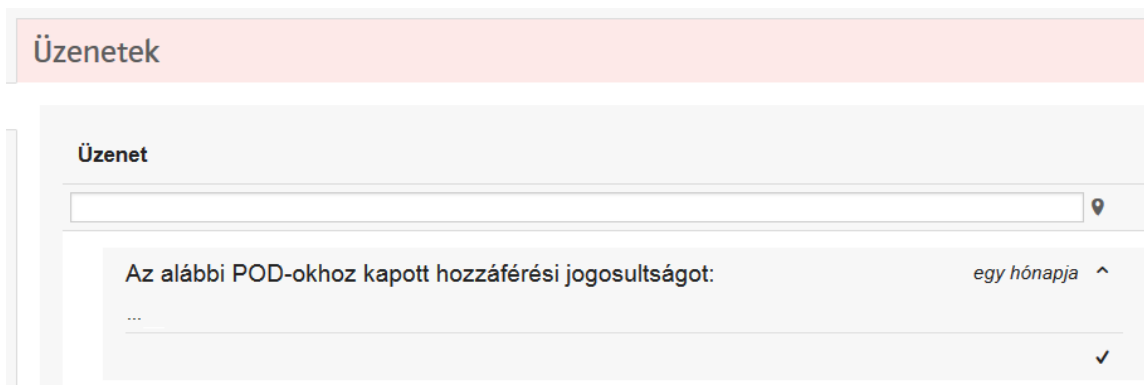 Üzenetek
Üzenet
Az alábbi POD-okhoz kapott hozzáférési jogosultságot: egy hónapja
...